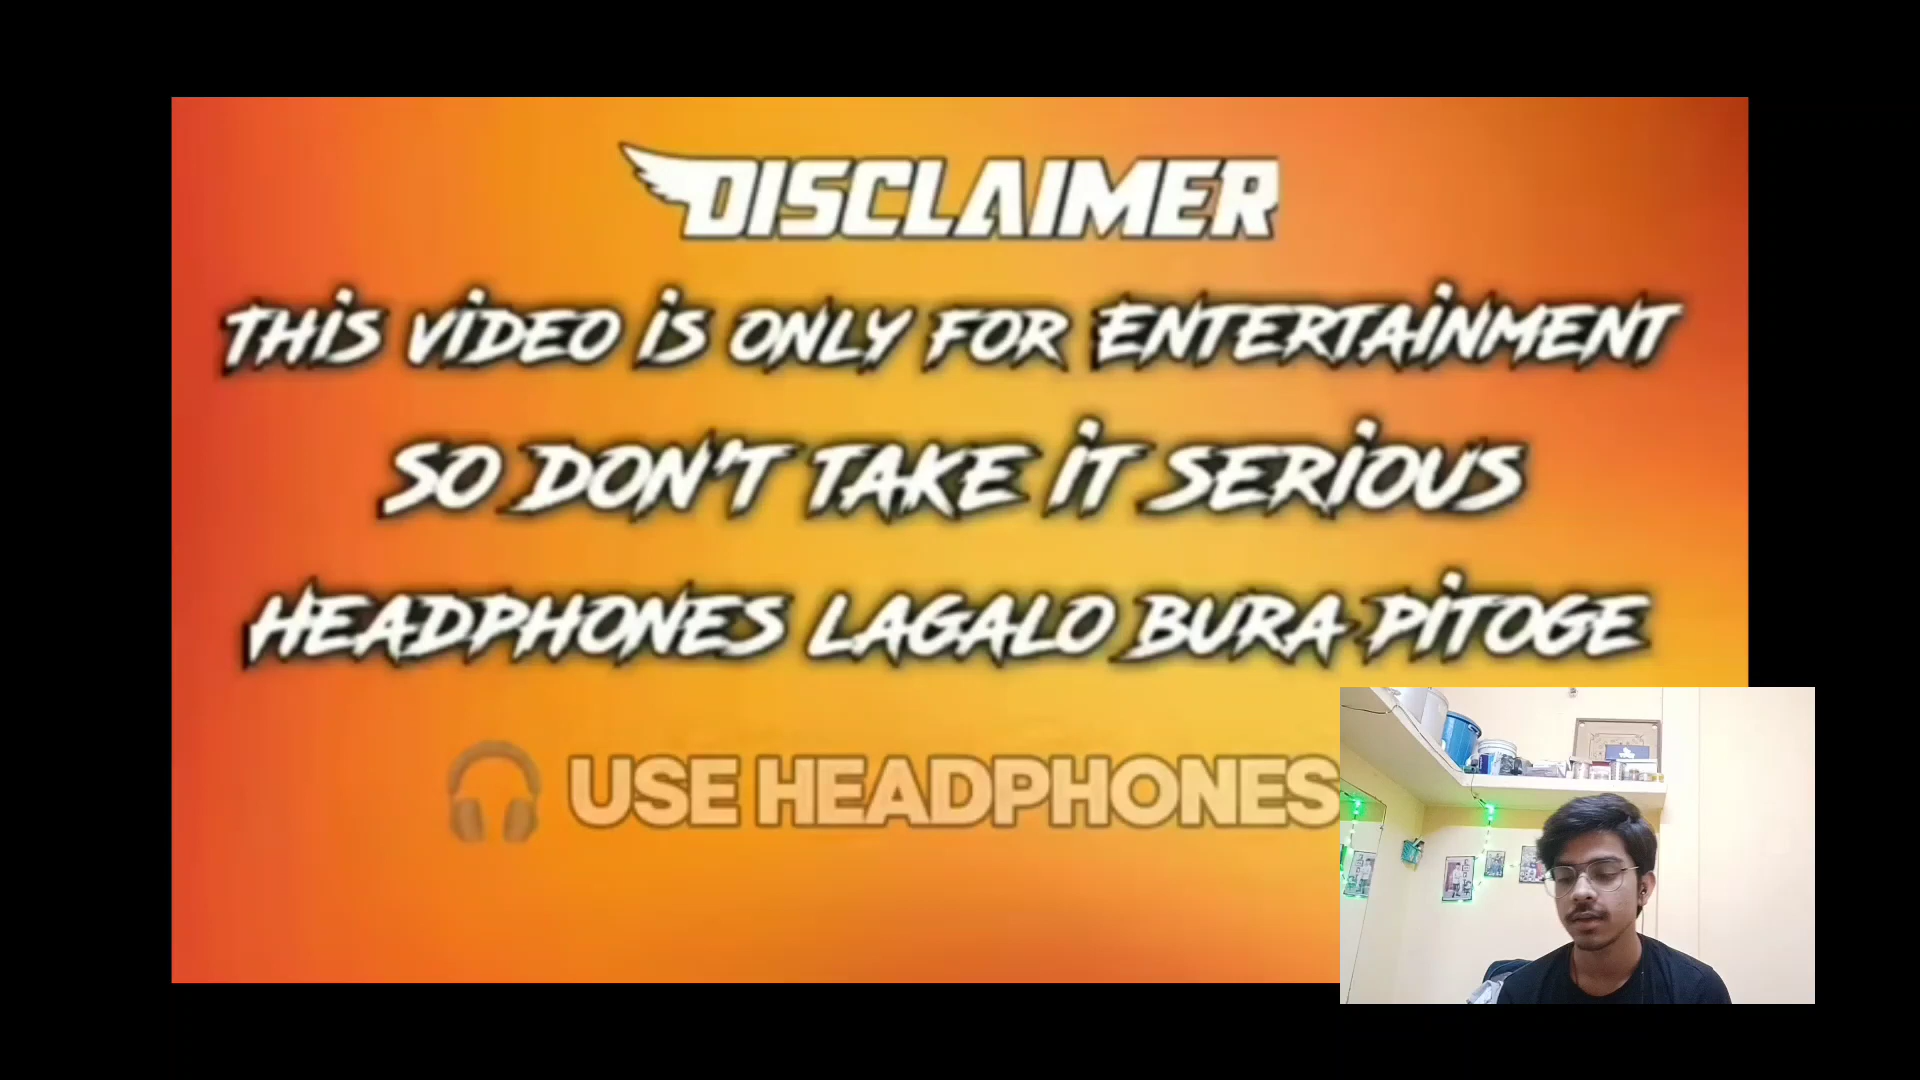 DISCLAIMER
THIS VIDEO IS ONLY FOR ENTERTAINMENT
SO DON'T TAKE IT SERIOUS
HEADPHONES LAGALO BURA PITOGE
USE HEADPHONES